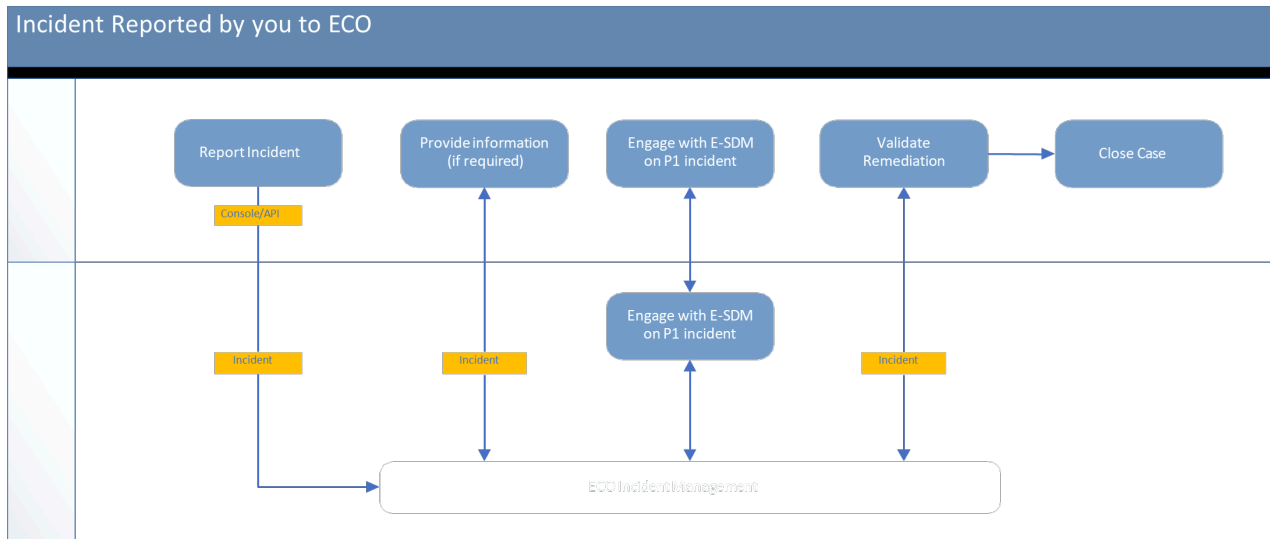 Incident Reported by you to ECO
Report Incident
Provide information
(if required)
Engage with E-SDM
on P1 incident
Validate
Remediation
Close Case
Console/API
Engage with E-SDM
on P1 incident
Incident
Incident
Incident
ECO Incident Management